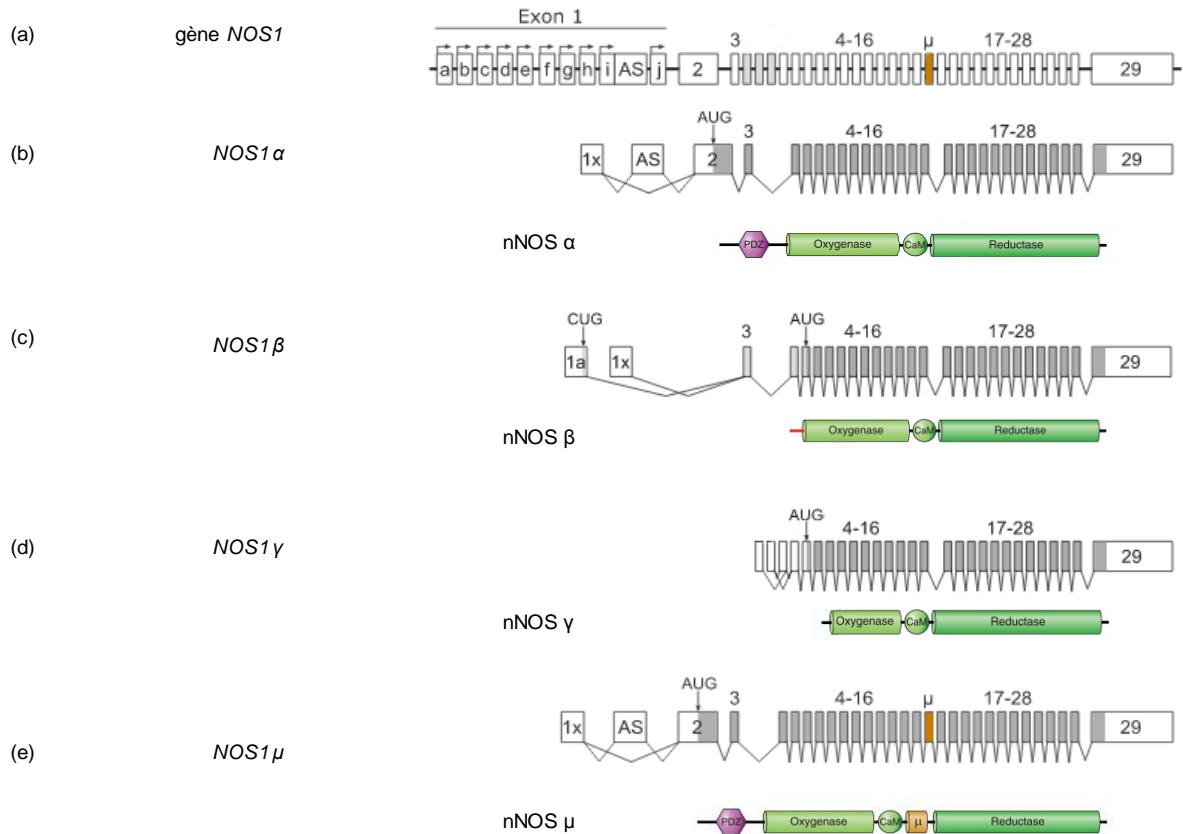 Exon 1
(a) gène NOS1 3 4-16 µ 17-28
a b c d e f g h i AS j 2 29
AUG
(b) NOS1α 3 4-16 17-28
1x AS 2 29
nNOS α PDZ Oxygenase CaM Reductase
CUG AUG
(c) NOS1β 3 4-16 17-28
1a 1x 29
nNOS β Oxygenase CaM Reductase
AUG
(d) NOS1γ 4-16 17-28
29
nNOS γ Oxygenase CaM Reductase
AUG
3 4-16 µ 17-28
1x AS 2 29
(e) NOS1µ
nNOS µ PDZ Oxygenase CaM µ Reductase